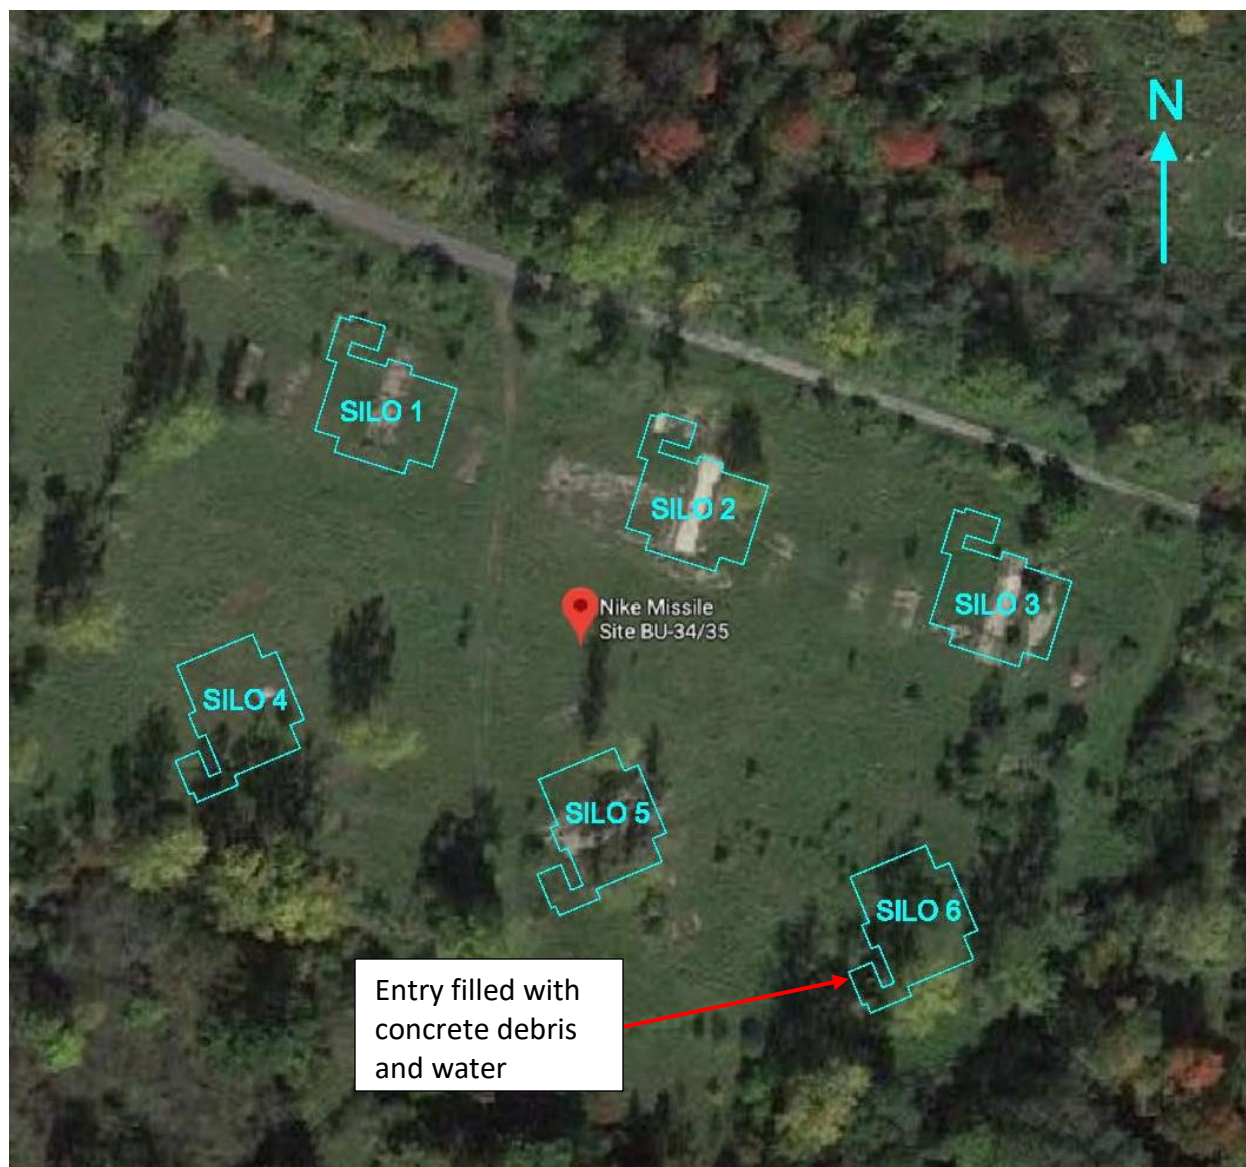 N
SILO 1
SILO 2
SILO 3
Nike Missile
Site BU-34/35
SILO 4
SILO 5
SILO 6
Entry filled with
concrete debris
and water